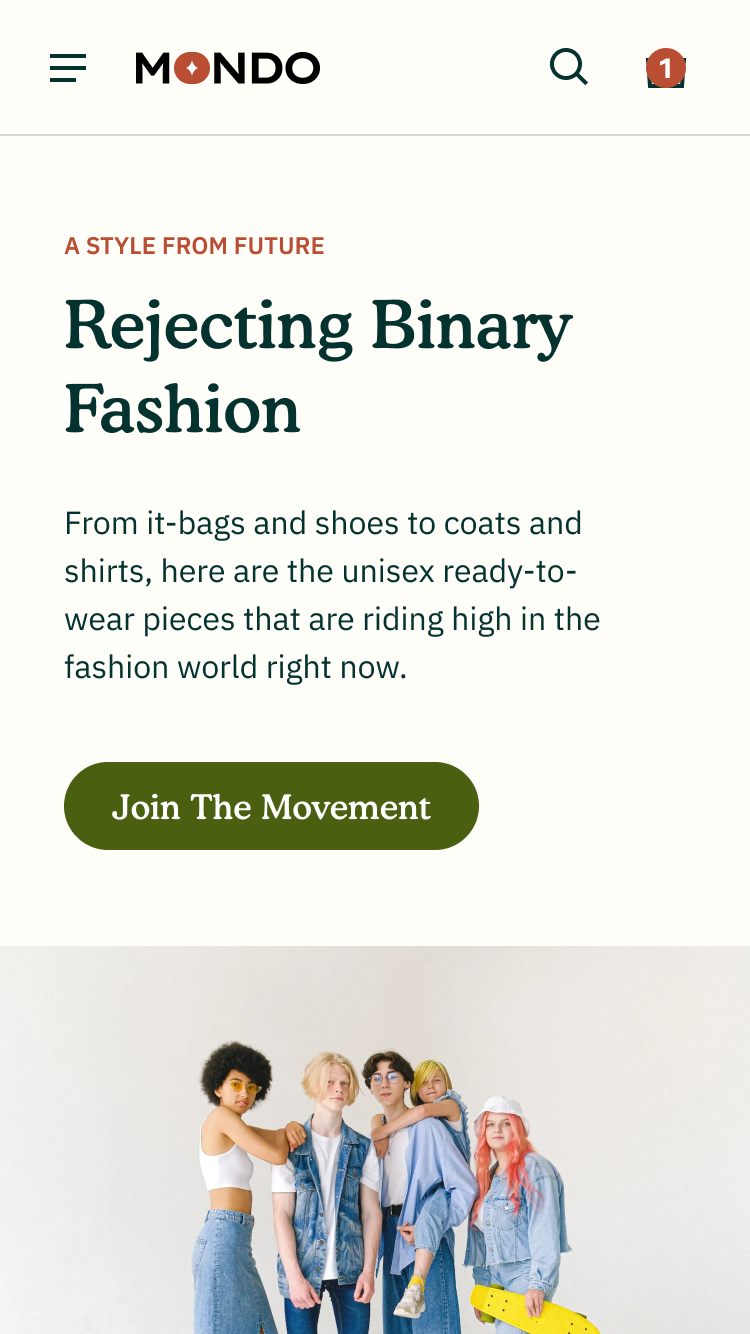 MONDO
1
A STYLE FROM FUTURE
Rejecting Binary
Fashion
From it-bags and shoes to coats and
shirts, here are the unisex ready-to-
wear pieces that are riding high in the
fashion world right now.
Join The Movement